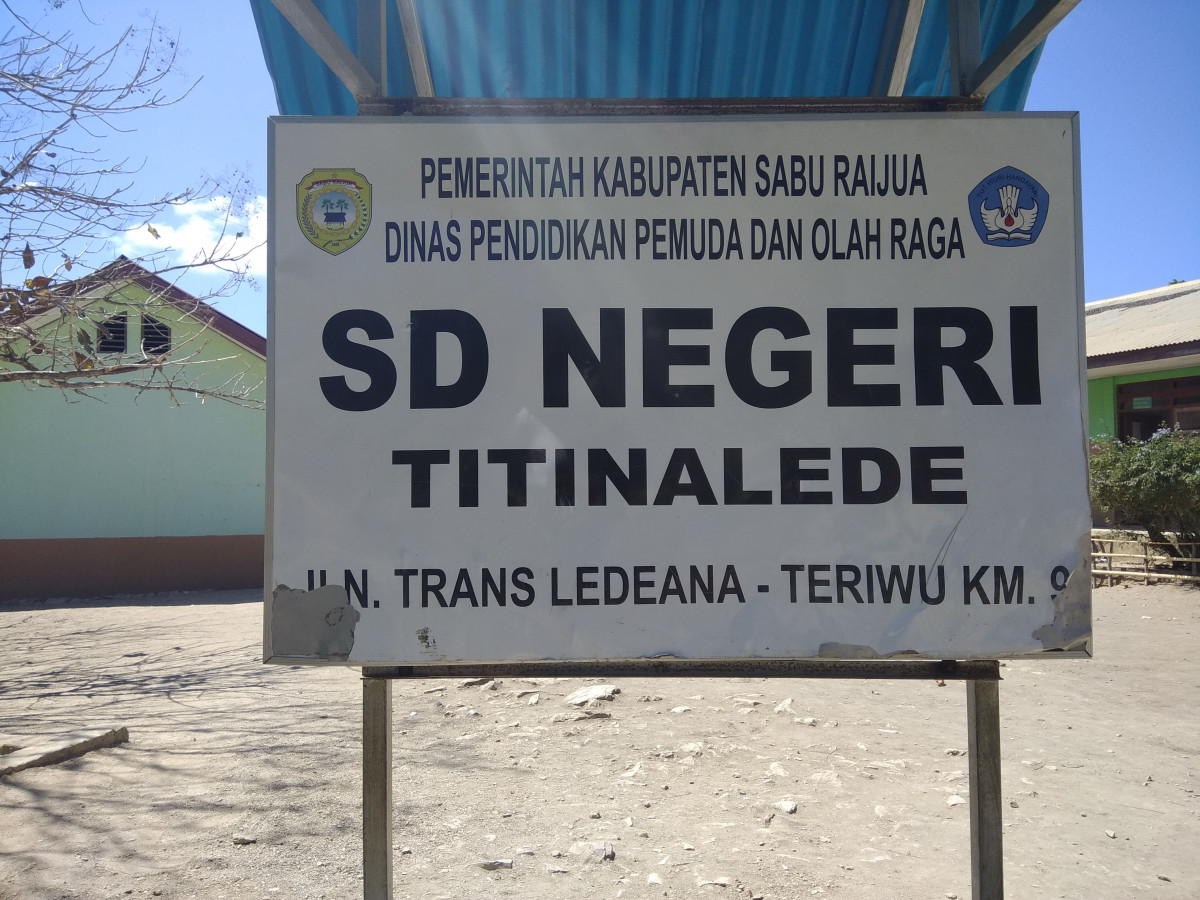 PEMERINTAH KABUPATEN SABU RAIJUA
DINAS PENDIDIKAN PEMUDA DAN OLAH RAGA
SD NEGERI
TITINALEDE
JLN. TRANS LEDEANA - TERIWU KM. 9